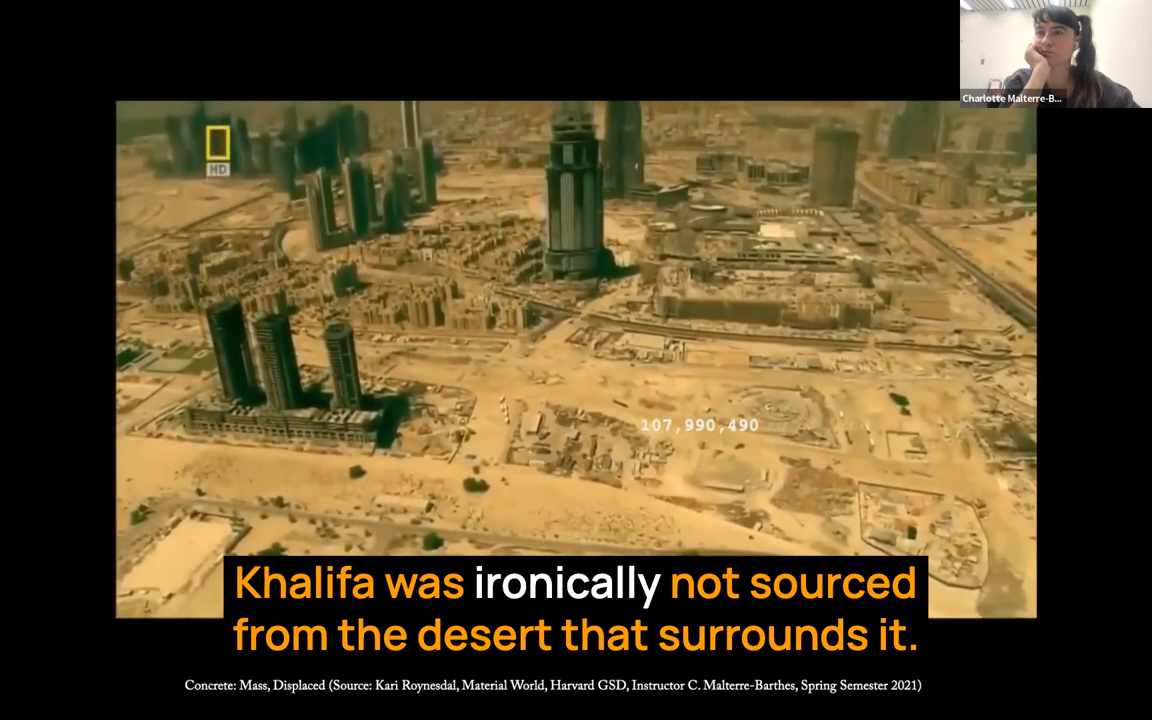 Charlotte Malterre-B...
HD
107,990,490
Khalifa was ironically not sourced
from the desert that surrounds it.
Concrete: Mass, Displaced (Source: Kari Roynesdal, Material World, Harvard GSD, Instructor C. Malterre-Barthes, Spring Semester 2021)